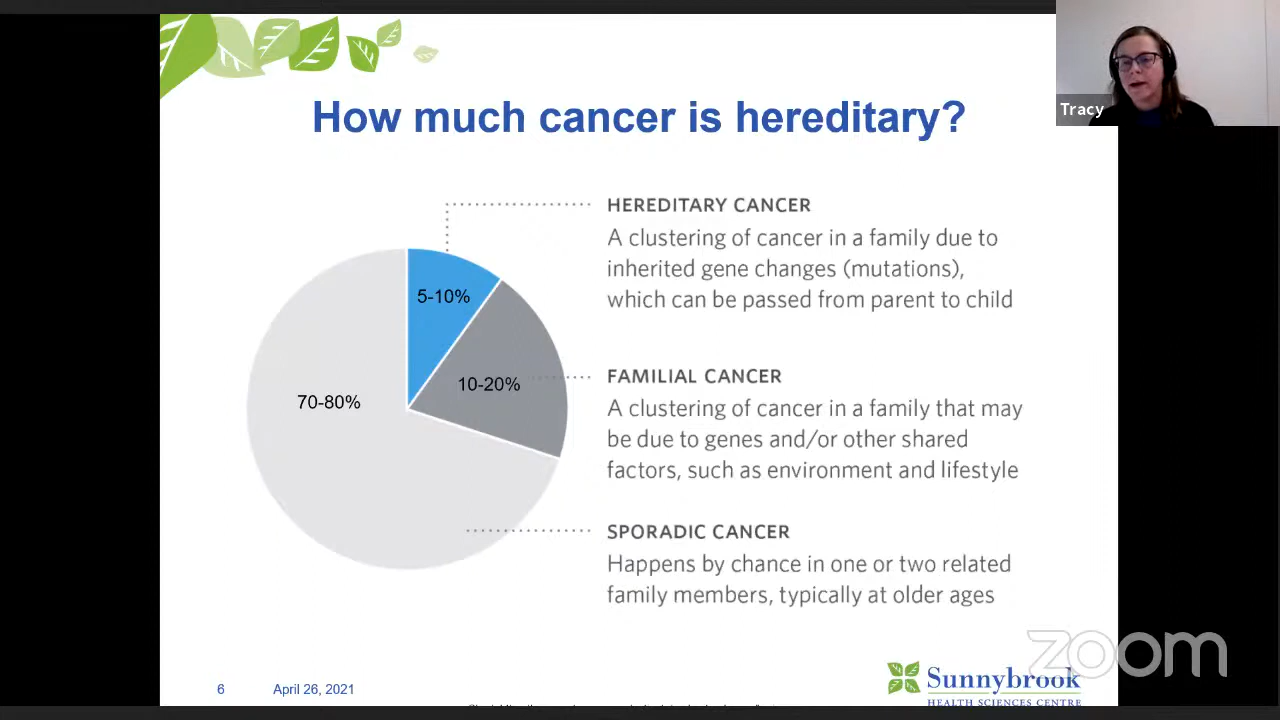 Tracy
How much cancer is hereditary?
HEREDITARY CANCER
A clustering of cancer in a family due to
inherited gene changes (mutations),
which can be passed from parent to child
5-10%
10-20%
70-80%
FAMILIAL CANCER
A clustering of cancer in a family that may
be due to genes and/or other shared
factors, such as environment and lifestyle
SPORADIC CANCER
Happens by chance in one or two related
family members, typically at older ages
zoom
6
April 26, 2021
Sunnybrook
HEALTH SCIENCES CENTRE